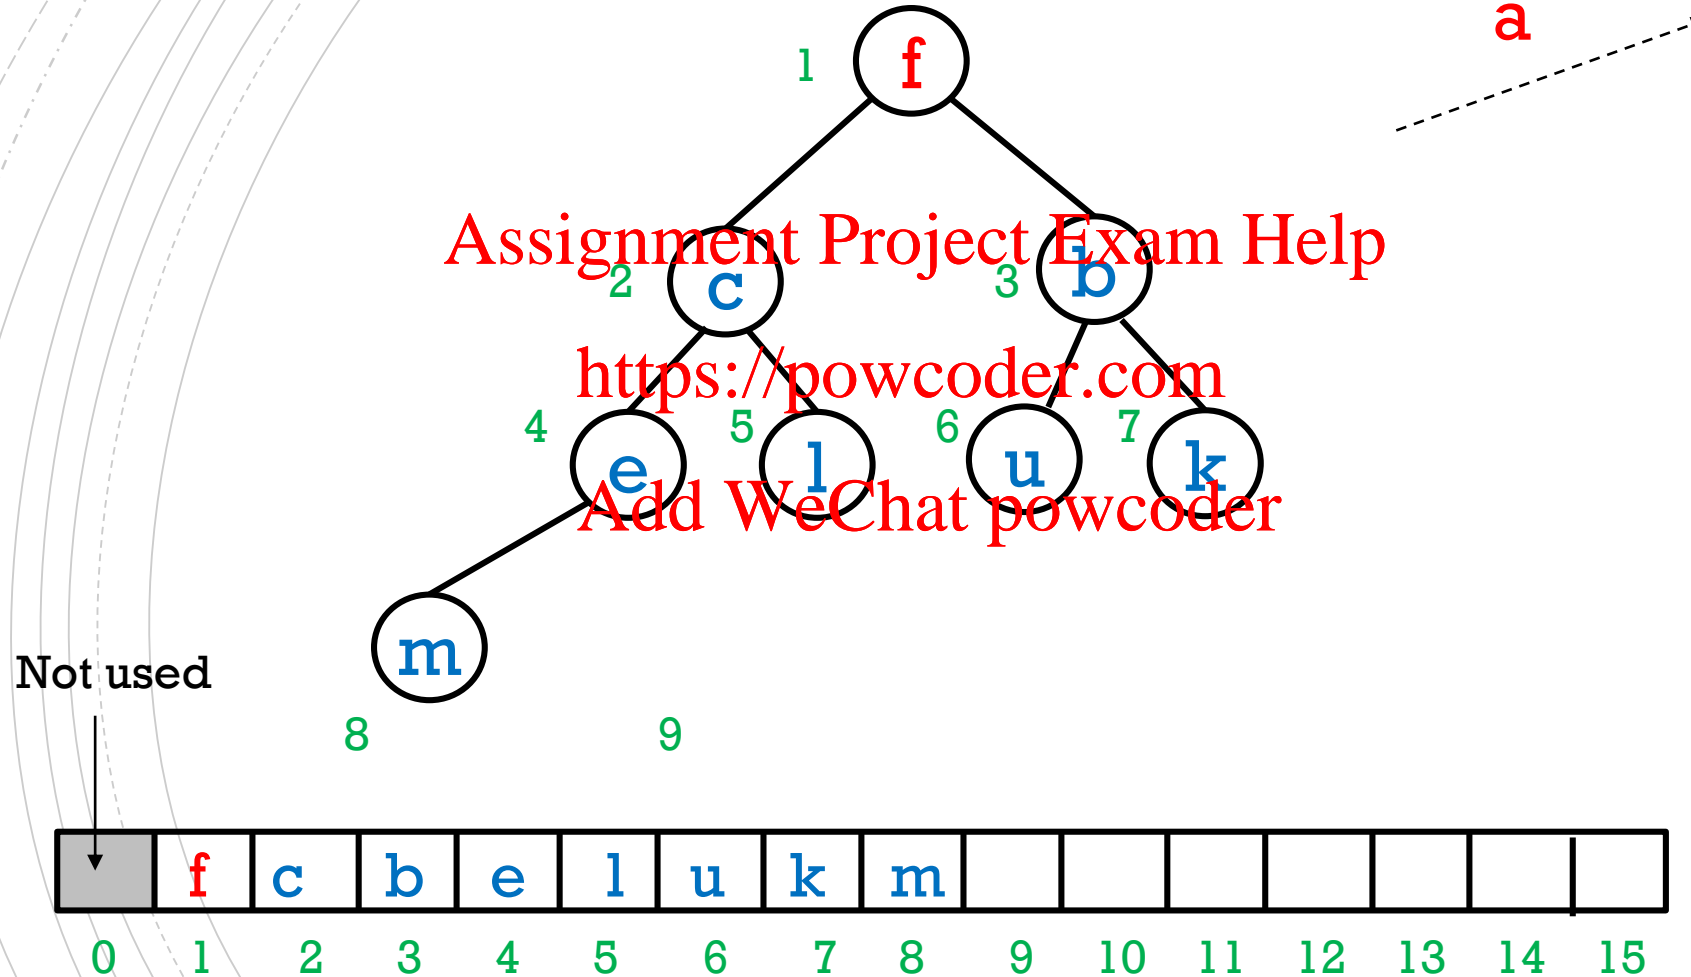 a
1 f
Assignment Project Exam Help
2 c 3 b
https://powcoder.com
4 e 5 l 6 u 7 k
Add WeChat powcoder
m
Not used
8 9
f c b e l u k m
0 1 2 3 4 5 6 7 8 9 10 11 12 13 14 15